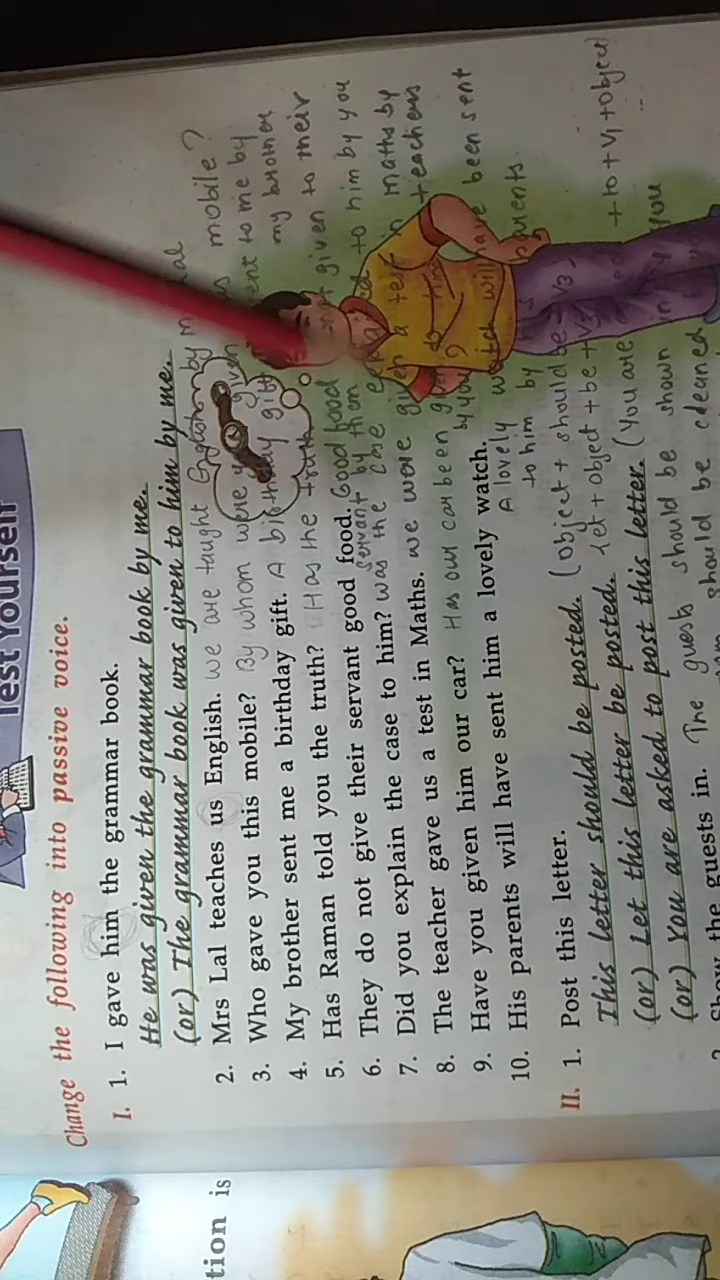 Test Yourself
Change the following into passive voice.
I. 1. I gave him the grammar book.
He was given the grammar book by me.
(or) The grammar book was given to him by me.
2. Mrs Lal teaches us English. we are taught English by
3. Who gave you this mobile? By whom were mobile?
4. My brother sent me a birthday gift. A birthday gift sent to me by my brother
5. Has Raman told you the truth? Has the truth
6. They do not give their servant good food. Good food not given to their servant by them
7. Did you explain the case to him? was the case to him by you
8. The teacher gave us a test in Maths. we were given a test in maths by teachers
9. Have you given him our car? Has our car been to him by you?
10. His parents will have sent him a lovely watch. A lovely watch will have been sent to him by his parents.
II. 1. Post this letter. (object + should be + V3)
This letter should be posted. let + object + be + V3
(or) Let this letter be posted. (You are + to + V1 + object)
(or) You are asked to post this letter.
2. Show the guests in. The guests should be shown in by you
should be cleaned
tion is